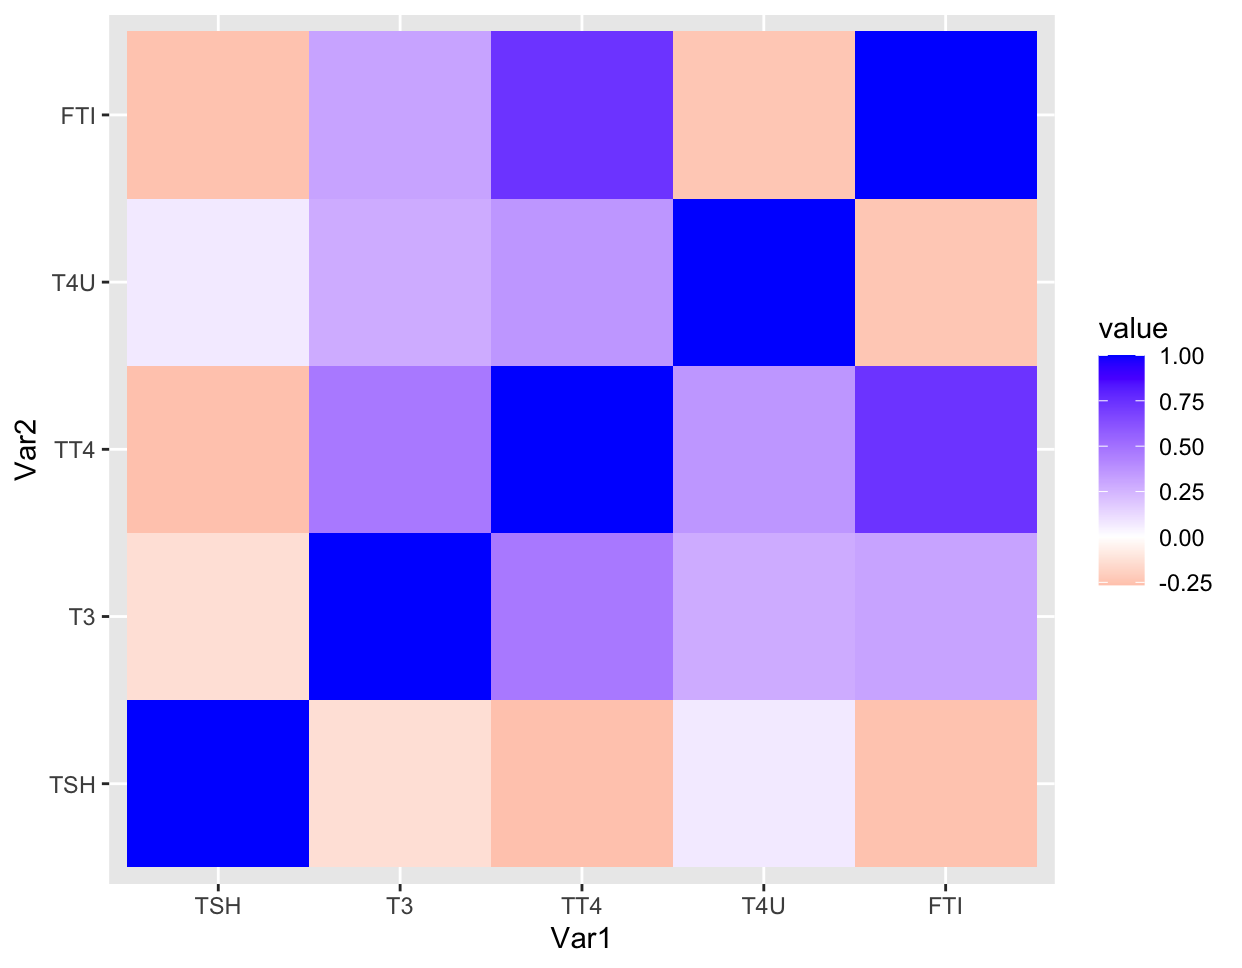 FTI
T4U
TT4
T3
TSH
Var2
TSH T3 TT4 T4U FTI
Var1
value
1.00
0.75
0.50
0.25
0.00
-0.25